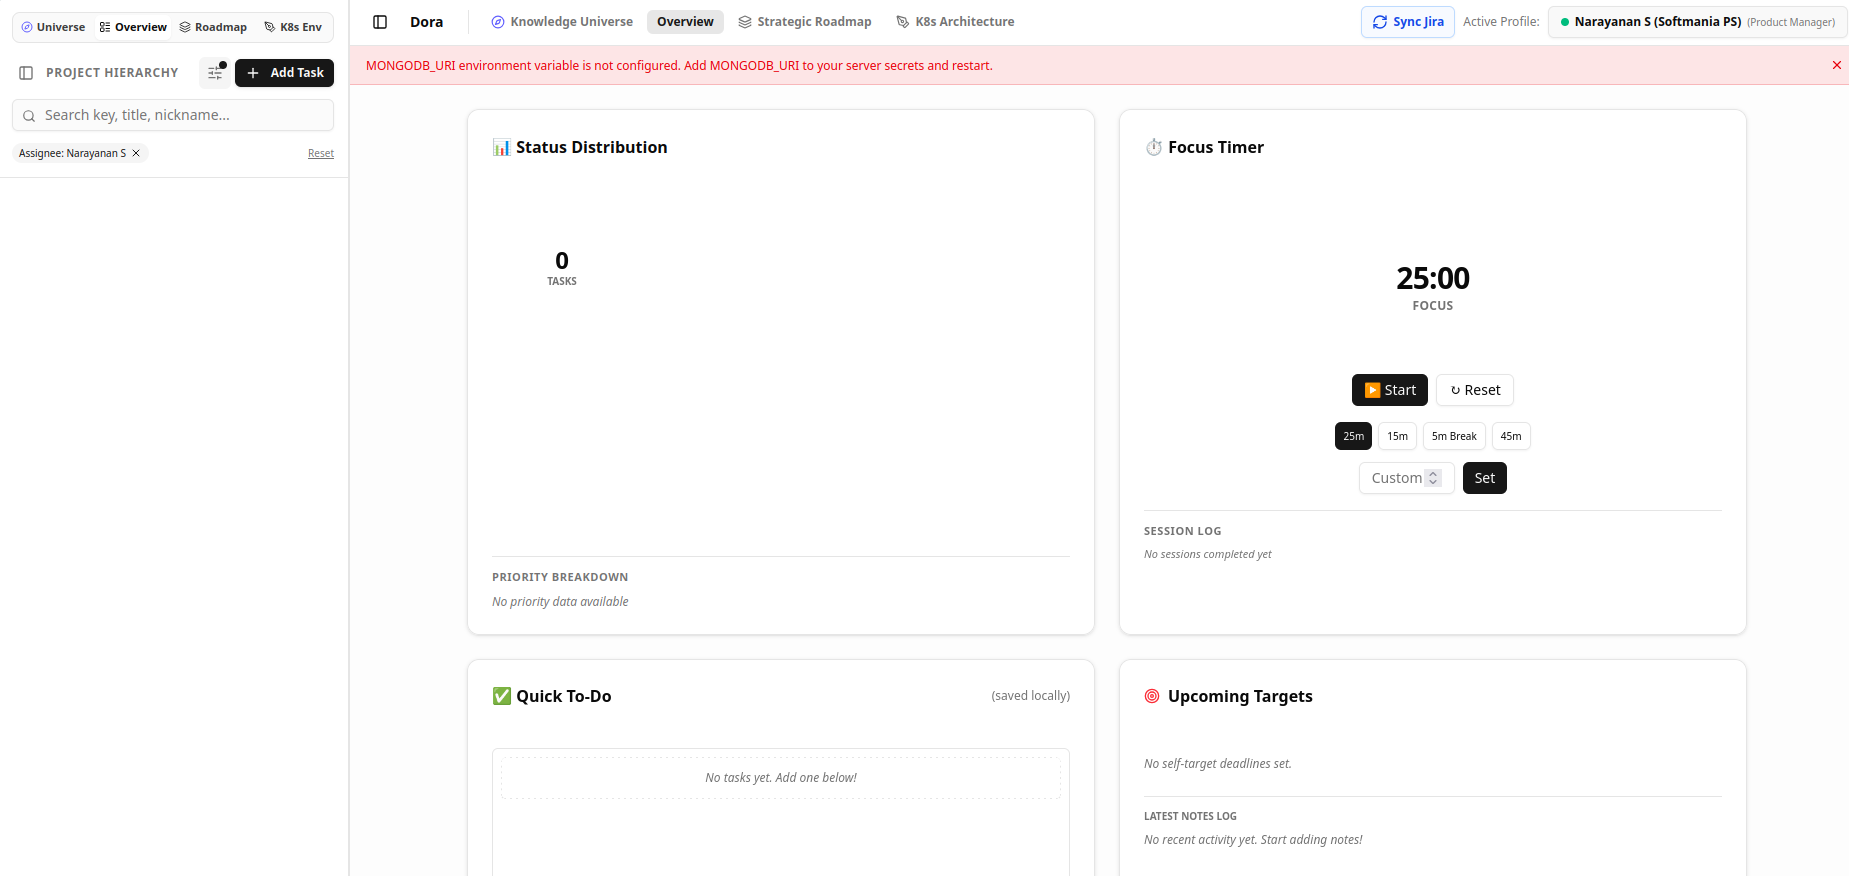 Universe Overview Roadmap K8s Env
PROJECT HIERARCHY Add Task
Search key, title, nickname...
Assignee: Narayanan S Reset
Dora Knowledge Universe Overview Strategic Roadmap K8s Architecture Sync Jira Active Profile: Narayanan S (Softmania PS) (Product Manager)
MONGODB_URI environment variable is not configured. Add MONGODB_URI to your server secrets and restart.
Status Distribution
0
TASKS
PRIORITY BREAKDOWN
No priority data available
Focus Timer
25:00
FOCUS
Start Reset
25m 15m 5m Break 45m
Custom Set
SESSION LOG
No sessions completed yet
Quick To-Do (saved locally)
No tasks yet. Add one below!
Upcoming Targets
No self-target deadlines set.
LATEST NOTES LOG
No recent activity yet. Start adding notes!